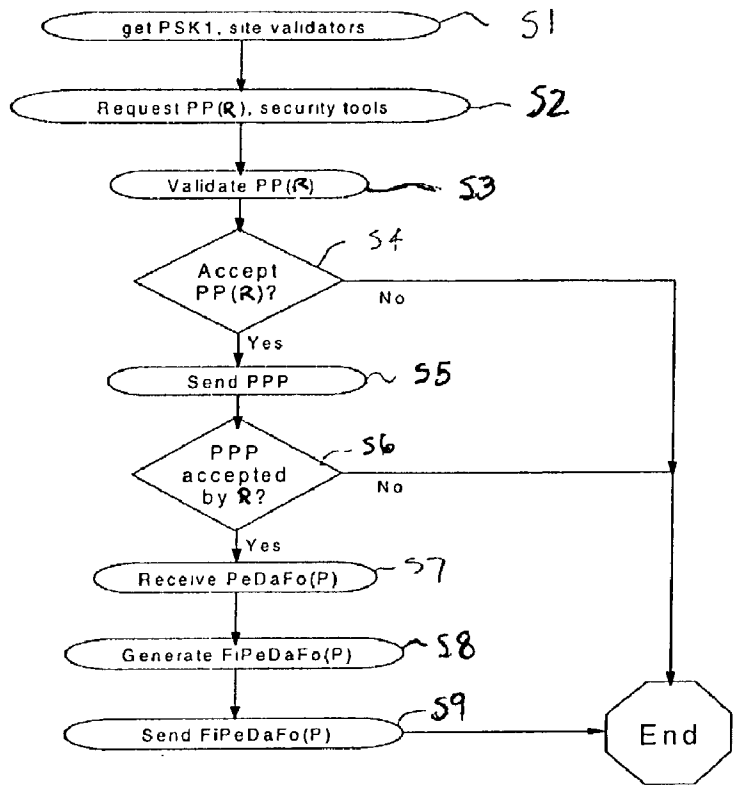 get PSK1, site validators
S1
Request PP(R), security tools
S2
Validate PP(R)
S3
S4
Accept
PP(R)?
No
Yes
Send PPP
S5
S6
PPP
accepted
by R?
No
Yes
Receive PeDaFo(P)
S7
Generate FiPeDaFo(P)
S8
Send FiPeDaFo(P)
S9
End